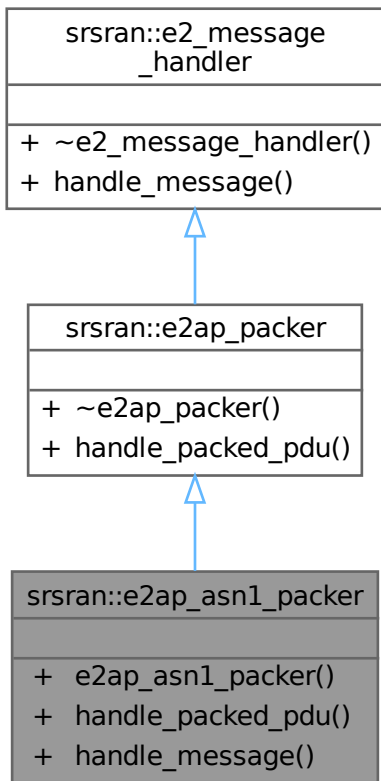 srsran::e2_message
_handler
+ ~e2_message_handler()
+ handle_message()
srsran::e2ap_packer
+ ~e2ap_packer()
+ handle_packed_pdu()
srsran::e2ap_asn1_packer
+ e2ap_asn1_packer()
+ handle_packed_pdu()
+ handle_message()